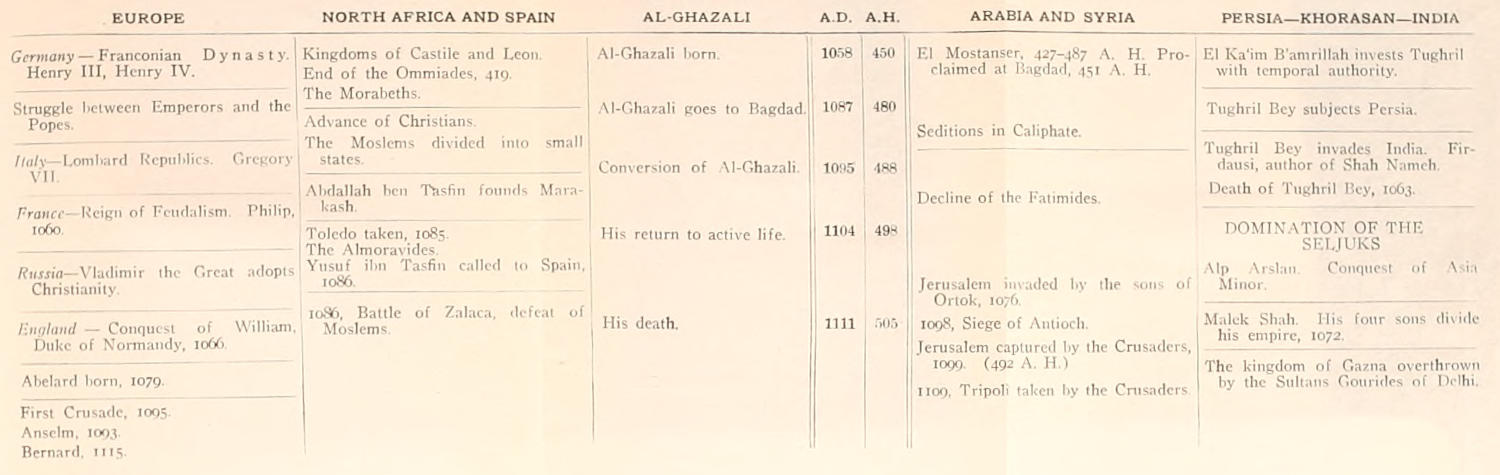 EUROPE
Germany — Franconian Dynasty.
Henry III, Henry IV.
Struggle between Emperors and the
Popes.
Italy—Lombard Republics. Gregory
VII.
France—Reign of Feudalism. Philip,
1060.
Russia—Vladimir the Great adopts
Christianity.
England — Conquest of William,
Duke of Normandy, 1066.
Abelard born, 1079.
First Crusade, 1095.
Anselm, 1093.
Bernard, 1115.
NORTH AFRICA AND SPAIN
Kingdoms of Castile and Leon.
End of the Ommiades, 419.
The Morabeths.
Advance of Christians.
The Moslems divided into small
states.
Abdallah ben Tasfin founds Mara-
kash.
Toledo taken, 1085.
The Almoravides.
Yusuf ibn Tasfin called to Spain,
1086.
1086, Battle of Zalaca, defeat of
Moslems.
AL-GHAZALI
Al-Ghazali born.
Al-Ghazali goes to Bagdad.
Conversion of Al-Ghazali.
His return to active life.
His death.
A.D. A.H.
1058 450
1087 480
1095 488
1104 498
1111 505
ARABIA AND SYRIA
El Mostanser, 427–487 A. H. Pro-
claimed at Bagdad, 451 A. H.
Seditions in Caliphate.
Decline of the Fatimides.
Jerusalem invaded by the sons of
Ortok, 1076.
1098, Siege of Antioch.
Jerusalem captured by the Crusaders,
1099. (492 A. H.)
1109, Tripoli taken by the Crusaders.
PERSIA—KHORASAN—INDIA
El Ka‘im B’amrillah invests Tughril
with temporal authority.
Tughril Bey subjects Persia.
Tughril Bey invades India. Fir-
dausi, author of Shah Nameh.
Death of Tughril Bey, 1063.
DOMINATION OF THE
SELJUKS
Alp Arslan. Conquest of Asia
Minor.
Malek Shah. His four sons divide
his empire, 1072.
The kingdom of Gazna overthrown
by the Sultans Gourides of Delhi.